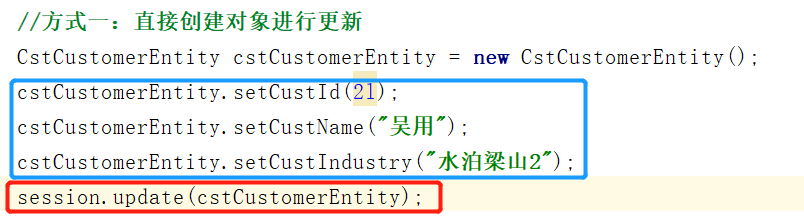 //方式一：直接创建对象进行更新
CstCustomerEntity cstCustomerEntity = new CstCustomerEntity();
cstCustomerEntity.setCustId(2l);
cstCustomerEntity.setCustName("吴用");
cstCustomerEntity.setCustIndustry("水泊梁山2");
session.update(cstCustomerEntity);